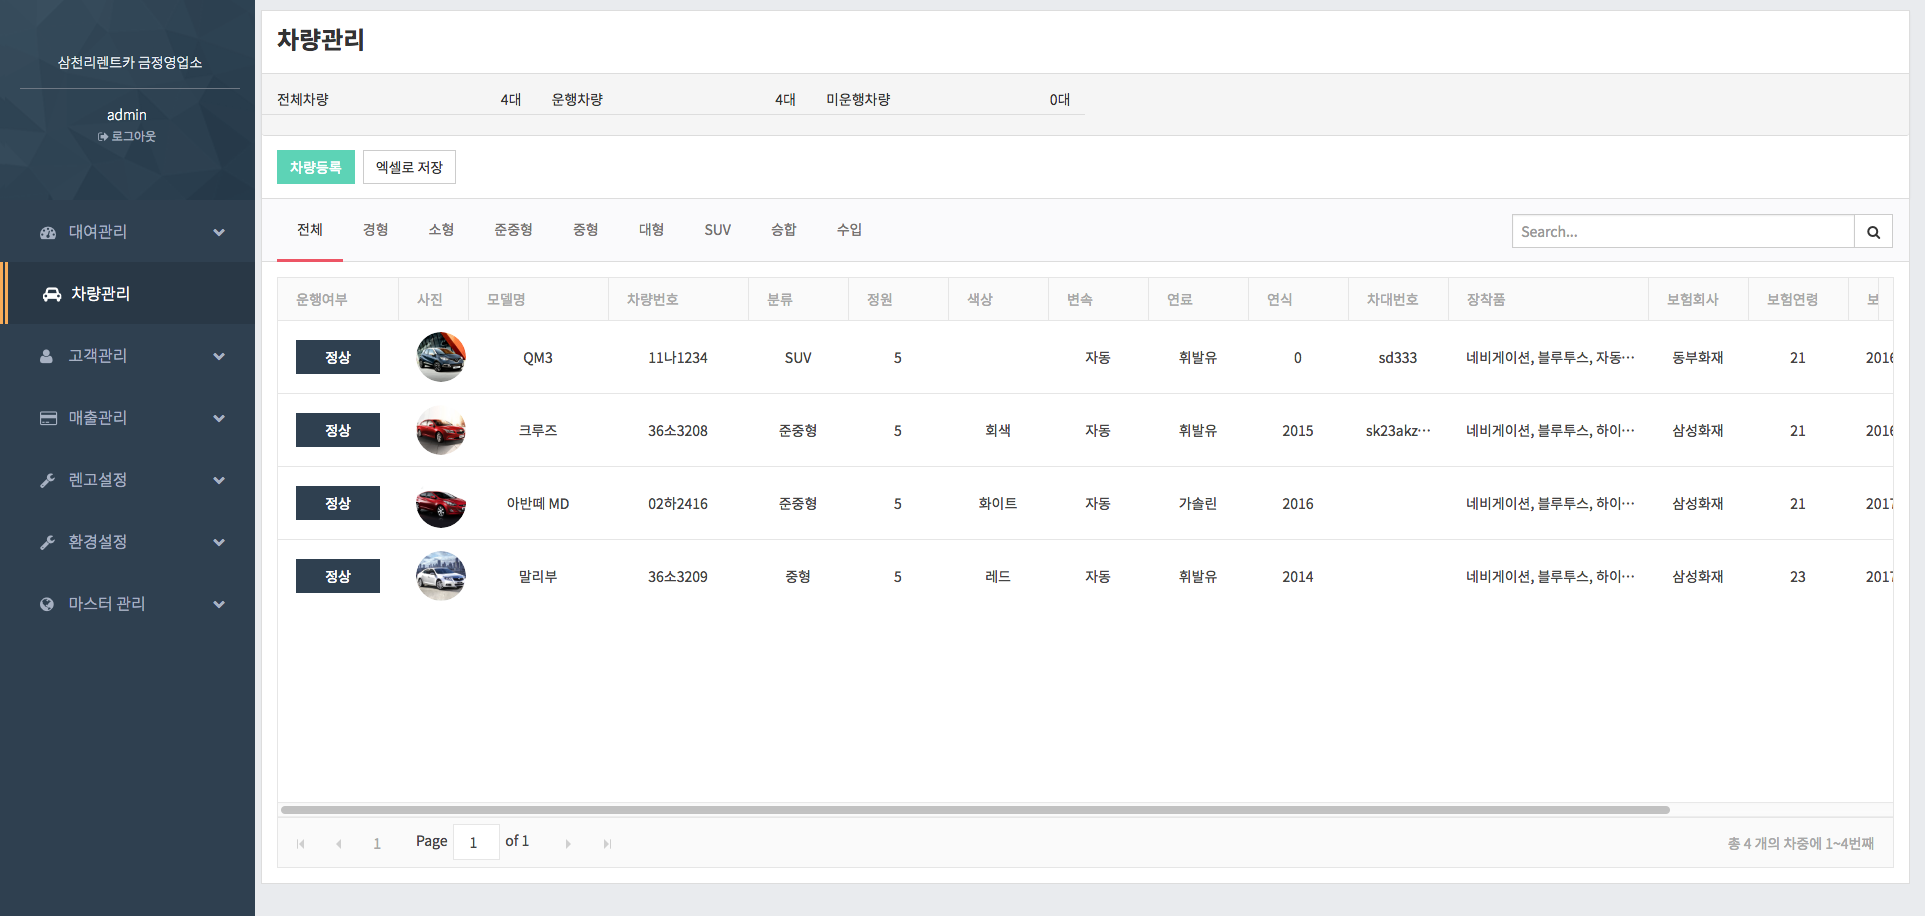 삼천리렌트카 금정영업소
admin
로그아웃
대여관리
차량관리
고객관리
매출관리
렌고설정
환경설정
마스터 관리
차량관리
전체차량 4대 운행차량 4대 미운행차량 0대
차량등록 엑셀로 저장
전체 경형 소형 준중형 중형 대형 SUV 승합 수입 Search...
운행여부 사진 모델명 차량번호 분류 정원 색상 변속 연료 연식 차대번호 장착품 보험회사 보험연령 보
정상 QM3 11나1234 SUV 5 자동 휘발유 0 sd333 네비게이션, 블루투스, 자동… 동부화재 21 2016
정상 크루즈 36소3208 준중형 5 회색 자동 휘발유 2015 sk23akz… 네비게이션, 블루투스, 하이… 삼성화재 21 2016
정상 아반떼 MD 02하2416 준중형 5 화이트 자동 가솔린 2016 네비게이션, 블루투스, 하이… 삼성화재 21 2017
정상 말리부 36소3209 중형 5 레드 자동 휘발유 2014 네비게이션, 블루투스, 하이… 삼성화재 23 2017
1 Page 1 of 1 총 4 개의 차중에 1~4번째